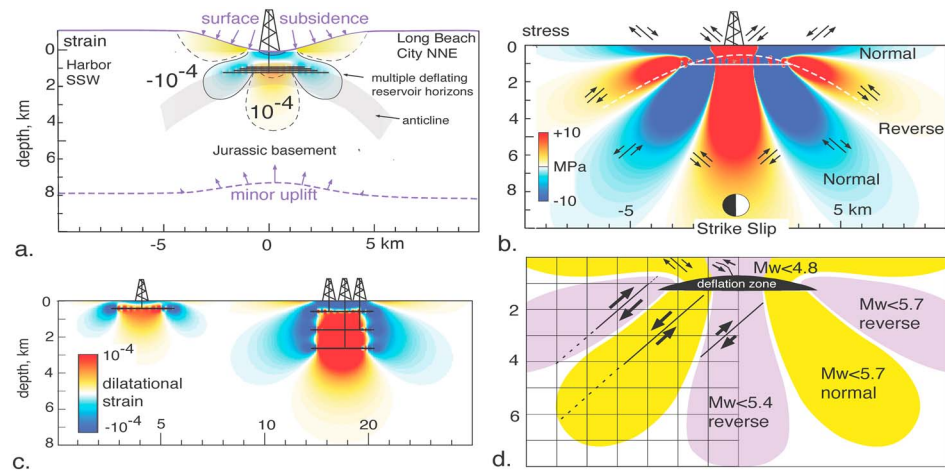 surface subsidence
strain
Long Beach
City NNE
0
Harbor
SSW
-10⁻⁴
multiple deflating
reservoir horizons
2
10⁻⁴
anticline
depth, km
4
Jurassic basement
6
minor uplift
8
-5 0 5 km
a.
stress
0
Normal
2
Reverse
4
+10
MPa
-10
6
Normal
8
-5 5 km
Strike Slip
b.
0
2
4
6
8
depth, km
10⁻⁴
dilatational
strain
-10⁻⁴
5 10 20
c.
0
Mw<4.8
deflation zone
2
Mw<5.7
reverse
4
Mw<5.7
normal
Mw<5.4
reverse
6
d.